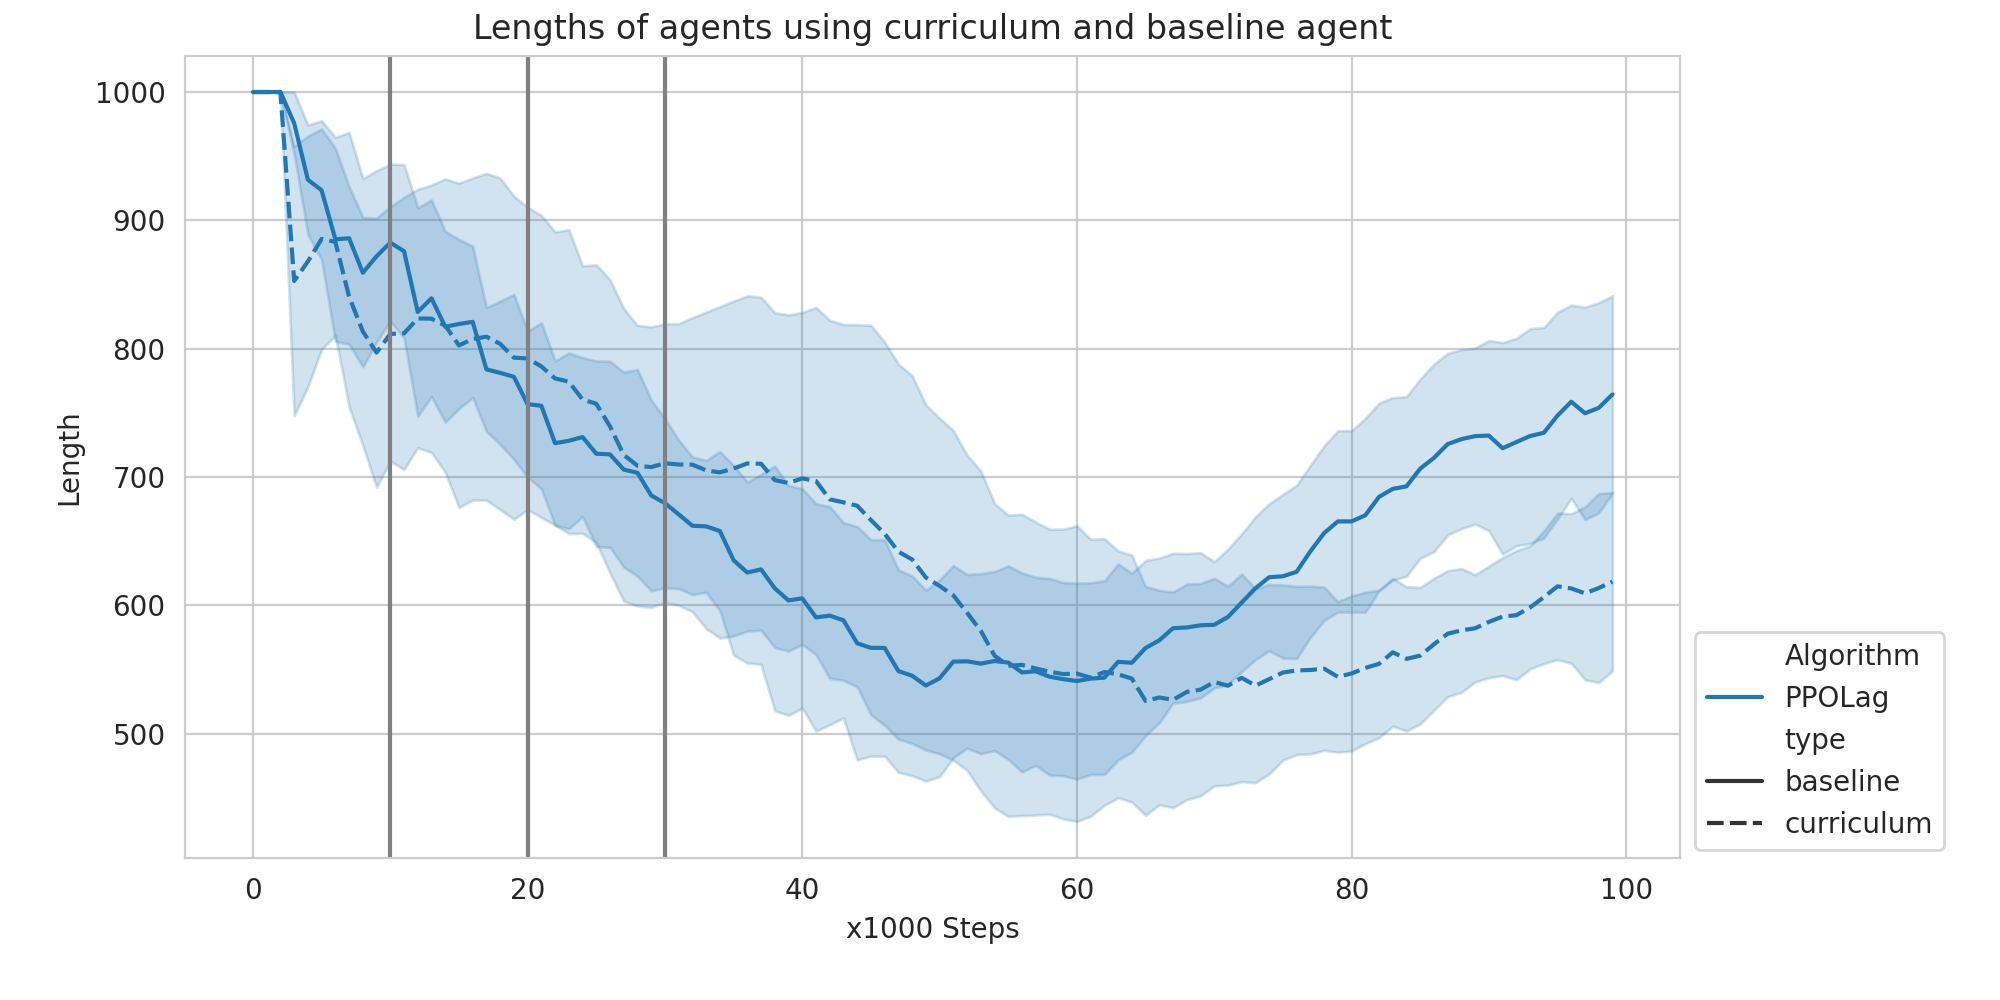 Lengths of agents using curriculum and baseline agent
1000
900
800
700
600
500
Length
0 20 40 60 80 100
x1000 Steps
Algorithm
PPOLag
type
baseline
curriculum